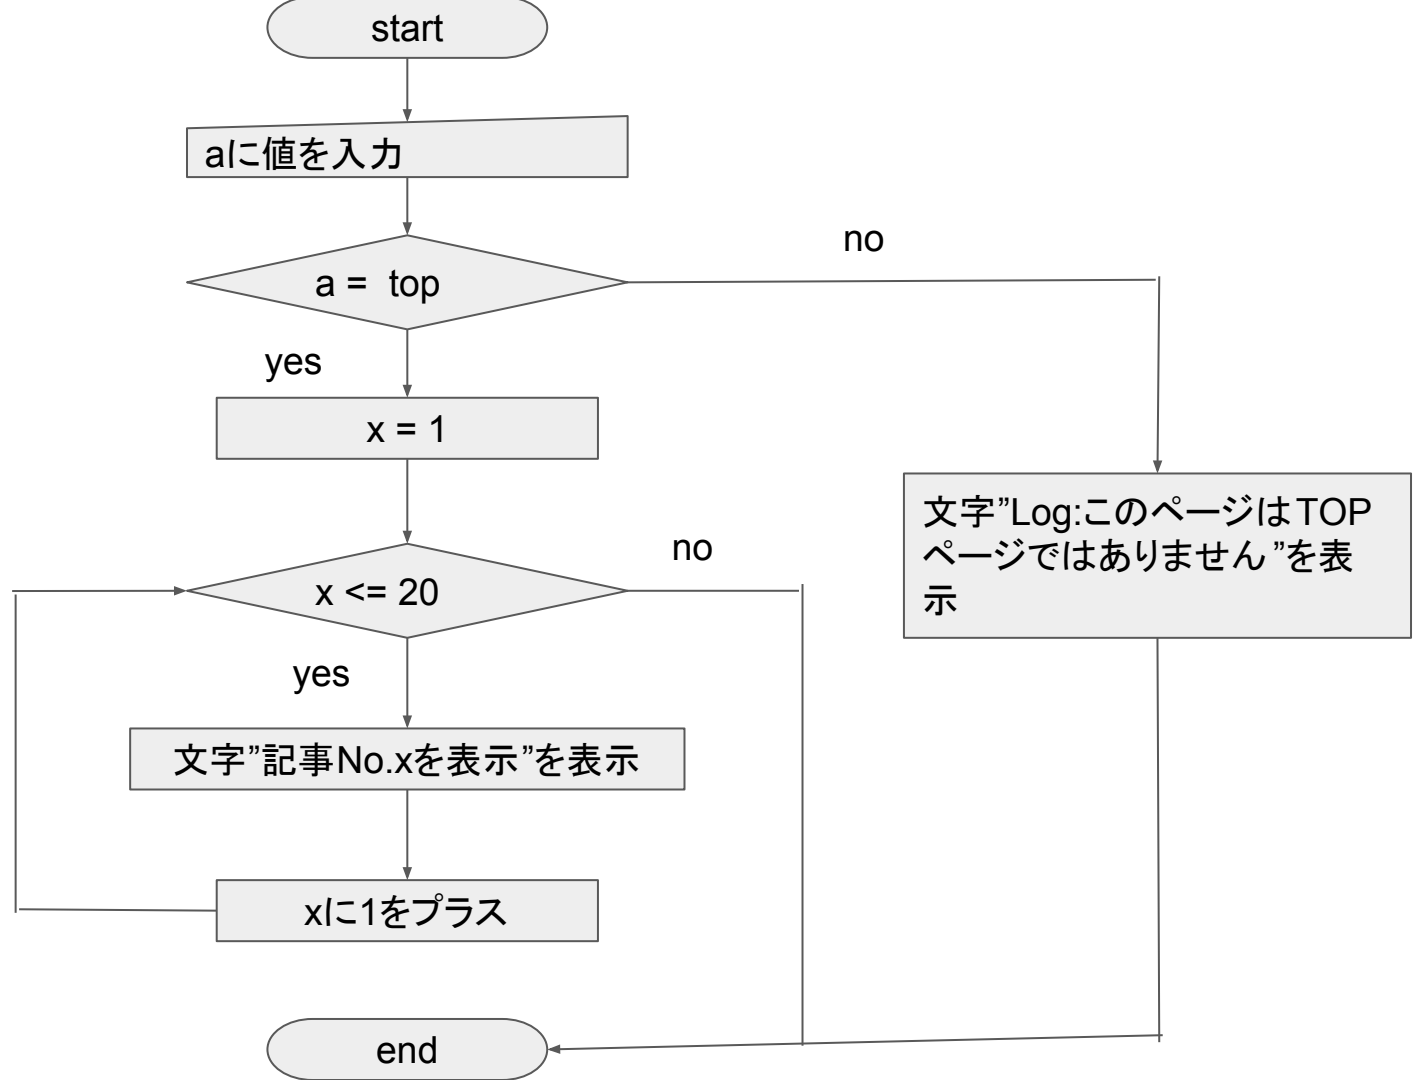 start
aに値を入力
no
a =  top
yes
x = 1
文字”Log:このページはTOP
ページではありません ”を表
示
no
x <= 20
yes
文字”記事No.xを表示”を表示
xに1をプラス
end